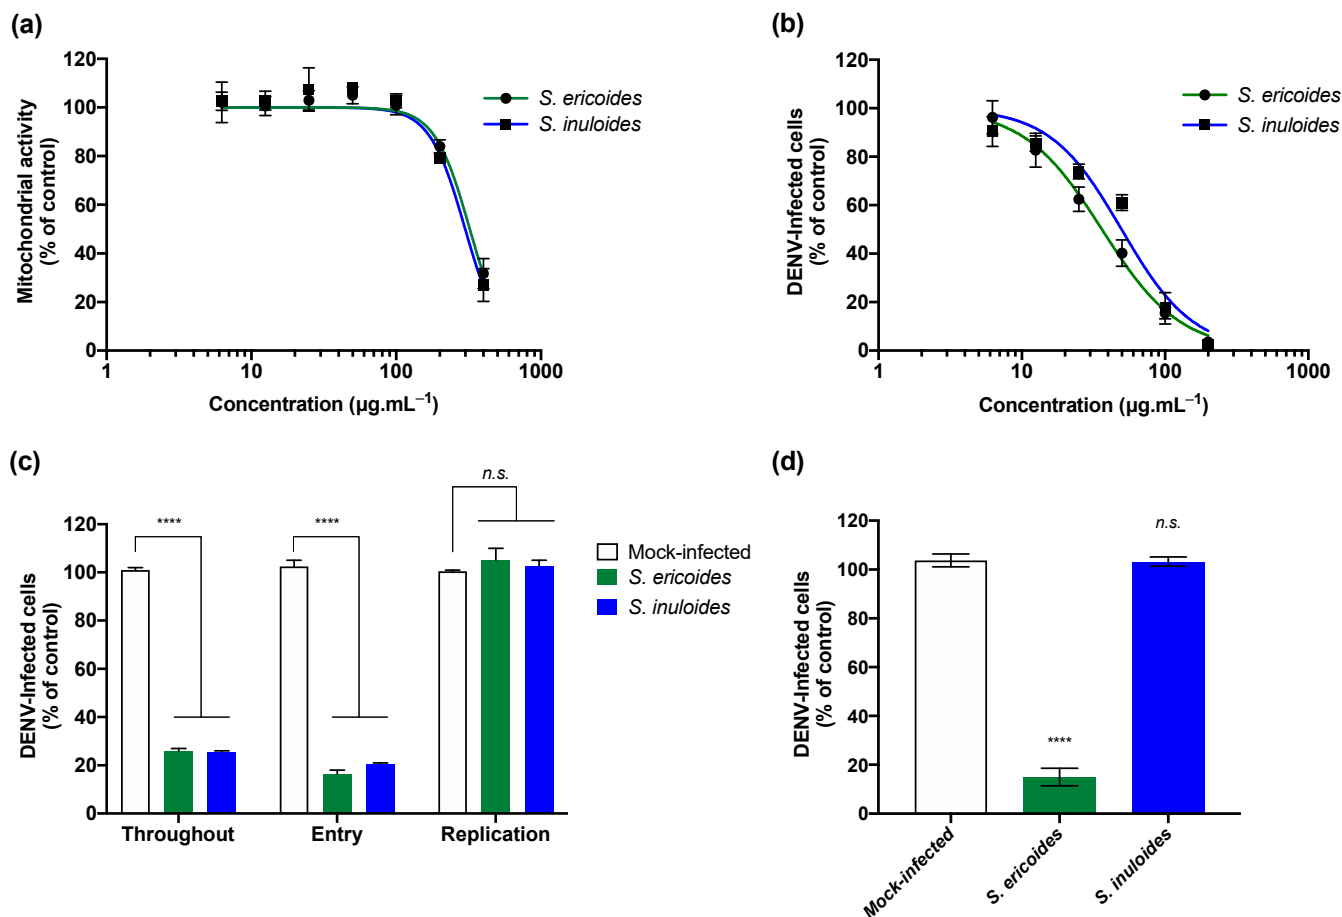 (a)
Mitochondrial activity
(% of control)
120
100
80
60
40
20
0
1
10
100
1000
Concentration (µg.mL⁻¹)
S. ericoides
S. inuloides
(b)
DENV-Infected cells
(% of control)
120
100
80
60
40
20
0
1
10
100
1000
Concentration (µg.mL⁻¹)
S. ericoides
S. inuloides
(c)
DENV-Infected cells
(% of control)
120
100
80
60
40
20
0
****
****
n.s.
Throughout
Entry
Replication
Mock-infected
S. ericoides
S. inuloides
(d)
DENV-Infected cells
(% of control)
120
100
80
60
40
20
0
****
n.s.
Mock-infected
S. ericoides
S. inuloides